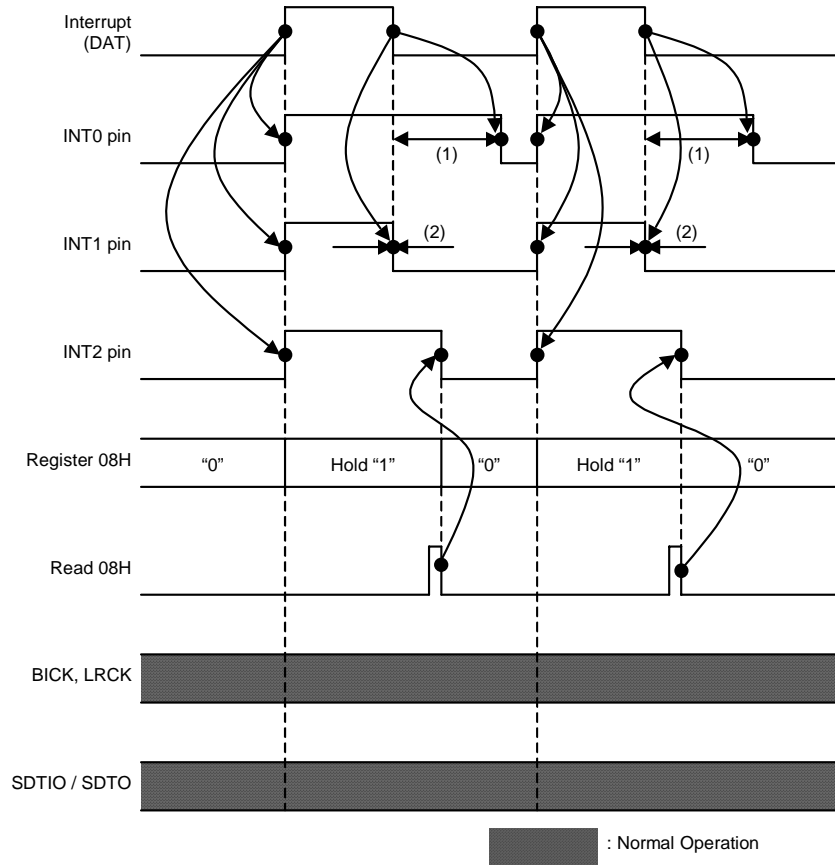 Interrupt
(DAT)
INT0 pin
(1)
(1)
INT1 pin
(2)
(2)
INT2 pin
Register 08H
“0”
Hold “1”
“0”
Hold “1”
“0”
Read 08H
BICK, LRCK
SDTIO / SDTO
: Normal Operation